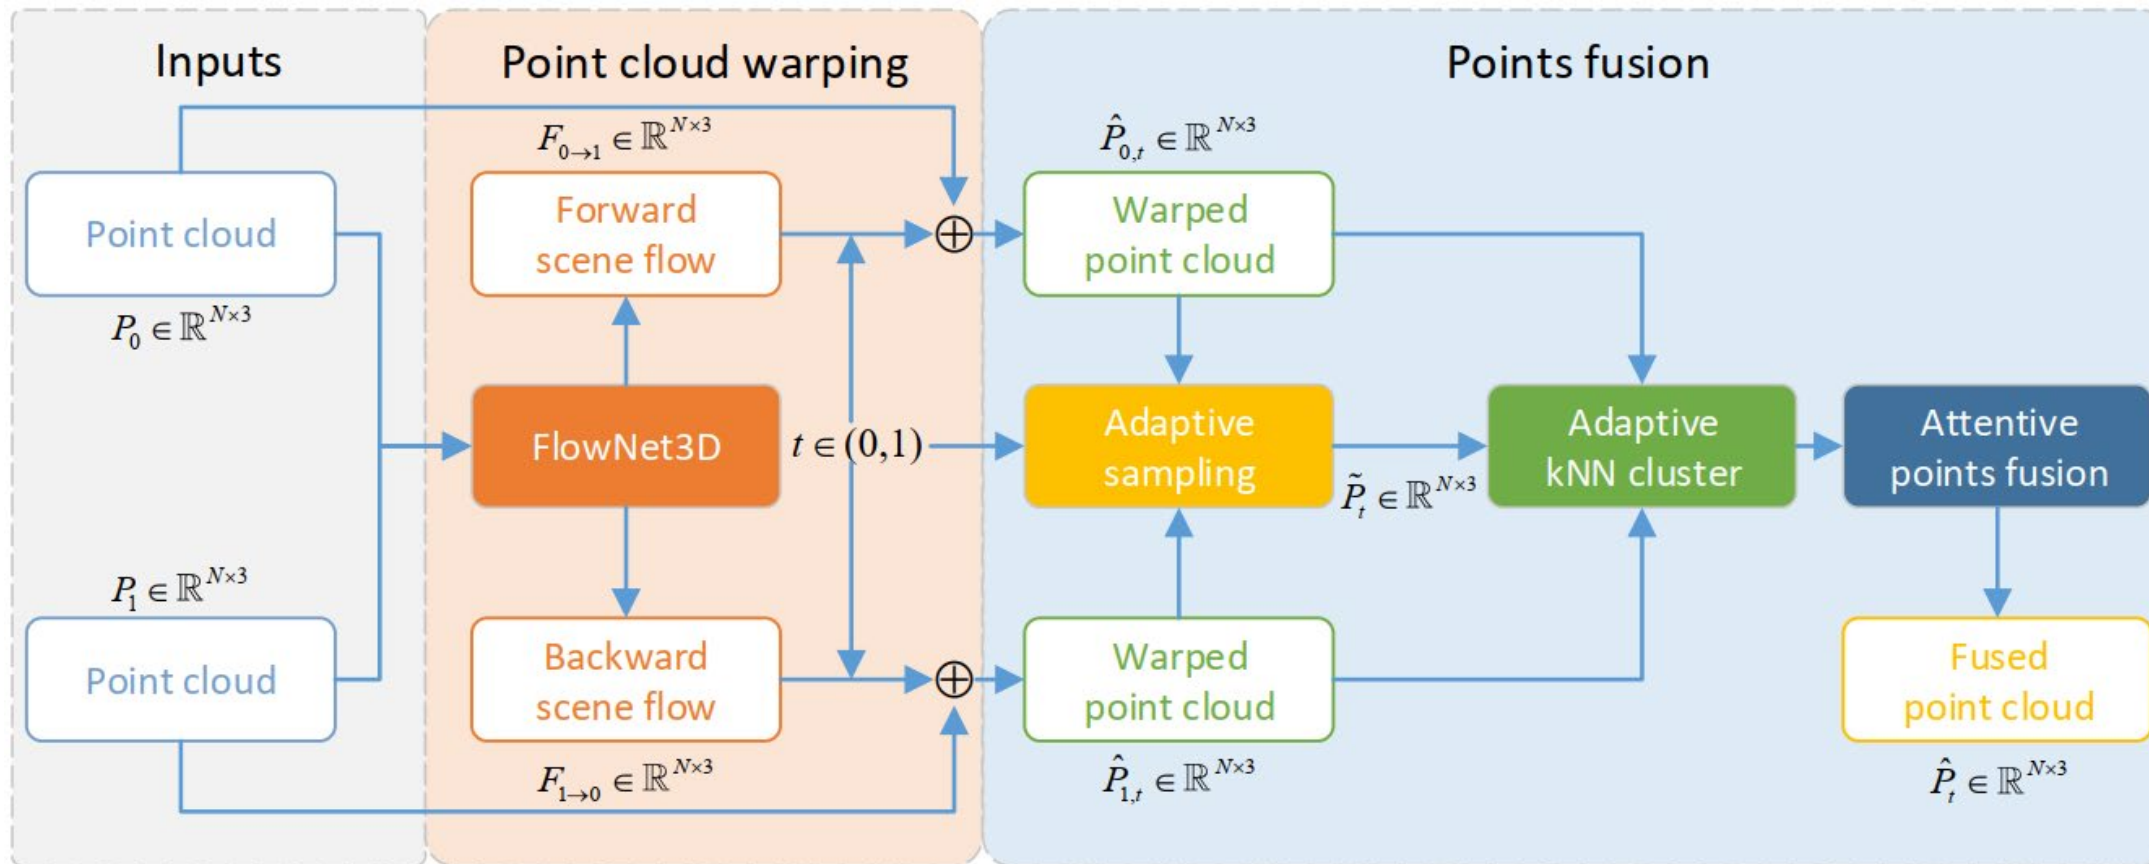 Inputs
Point cloud warping
Points fusion
F_{0→1} ∈ ℝ^{N×3}
P̂_{0,t} ∈ ℝ^{N×3}
Point cloud
Forward
scene flow
⊕
Warped
point cloud
P_0 ∈ ℝ^{N×3}
FlowNet3D
t ∈ (0,1)
Adaptive
sampling
P̃_t ∈ ℝ^{N×3}
Adaptive
kNN cluster
Attentive
points fusion
P_1 ∈ ℝ^{N×3}
Point cloud
Backward
scene flow
⊕
Warped
point cloud
Fused
point cloud
F_{1→0} ∈ ℝ^{N×3}
P̂_{1,t} ∈ ℝ^{N×3}
P̂_t ∈ ℝ^{N×3}